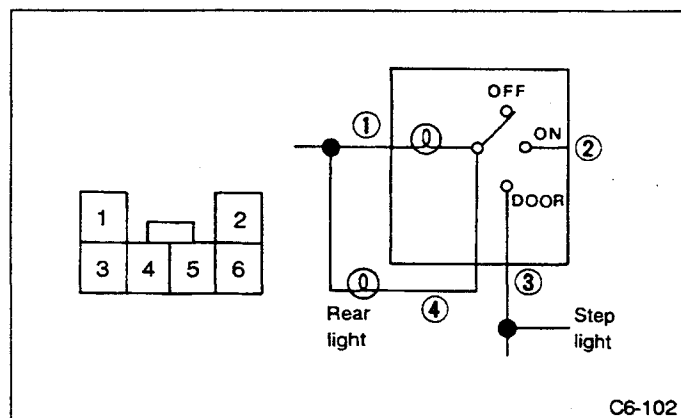 OFF
① ON ②
DOOR
1 2
3 4 5 6
③
④
Rear light
Step light
C6-102